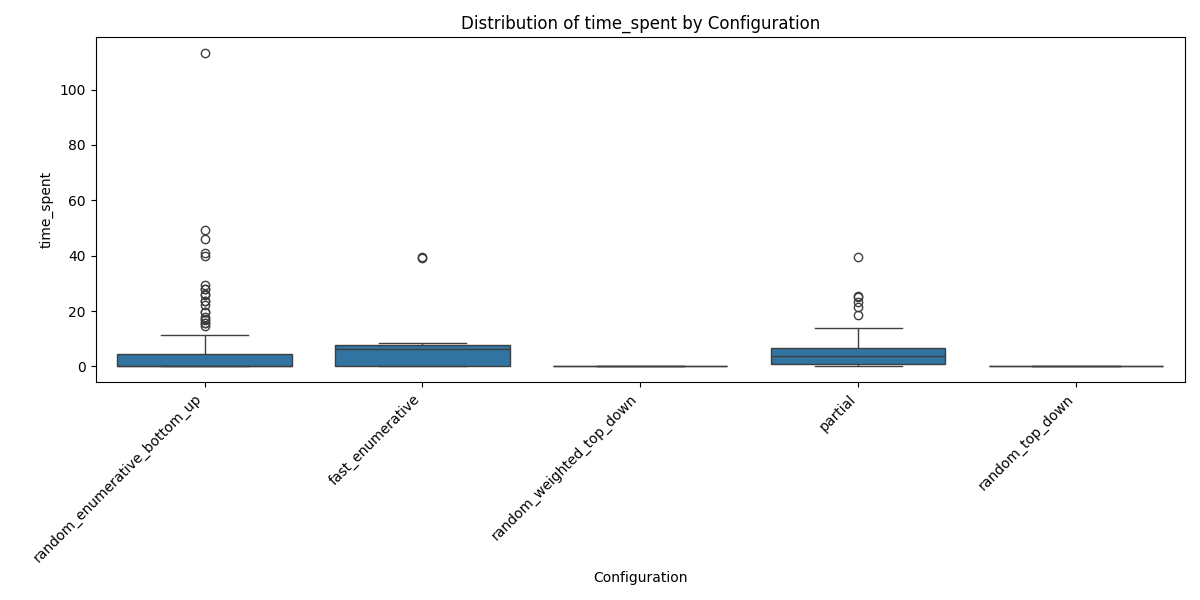 Distribution of time_spent by Configuration
time_spent
100
80
60
40
20
0
random_enumerative_bottom_up
fast_enumerative
random_weighted_top_down
partial
random_top_down
Configuration